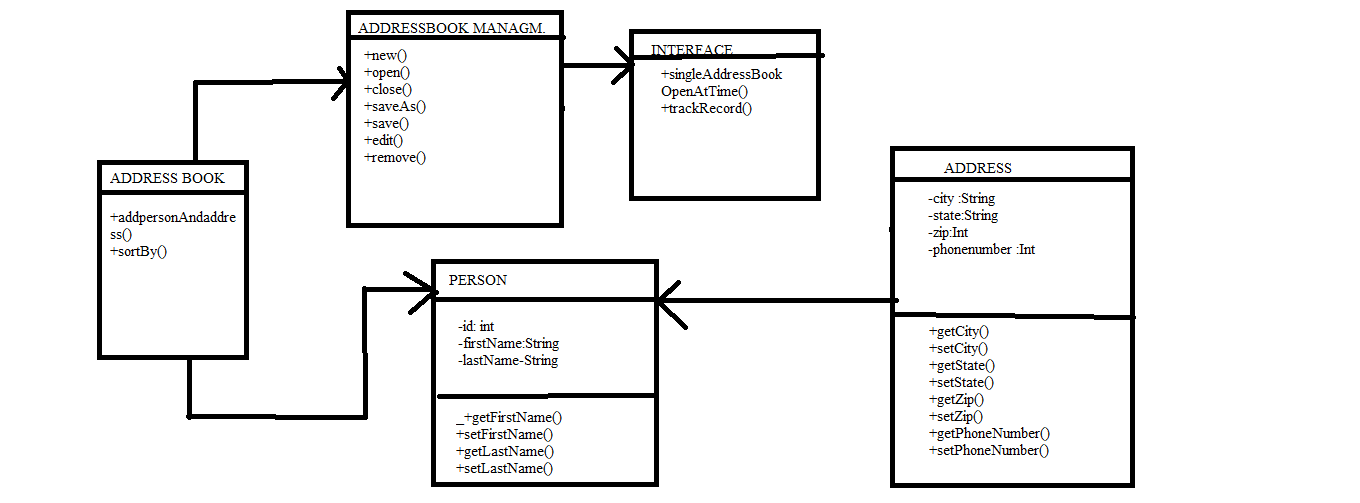 ADDRESSBOOK MANAGM.
+new()
+open()
+close()
+saveAs()
+save()
+edit()
+remove()
INTERFACE
+singleAddressBook
OpenAtTime()
+trackRecord()
ADDRESS BOOK
+addpersonAndaddre
ss()
+sortBy()
PERSON
-id: int
-firstName:String
-lastName-String
_+getFirstName()
+setFirstName()
+getLastName()
+setLastName()
ADDRESS
-city :String
-state:String
-zip:Int
-phonenumber :Int
+getCity()
+setCity()
+getState()
+setState()
+getZip()
+setZip()
+getPhoneNumber()
+setPhoneNumber()